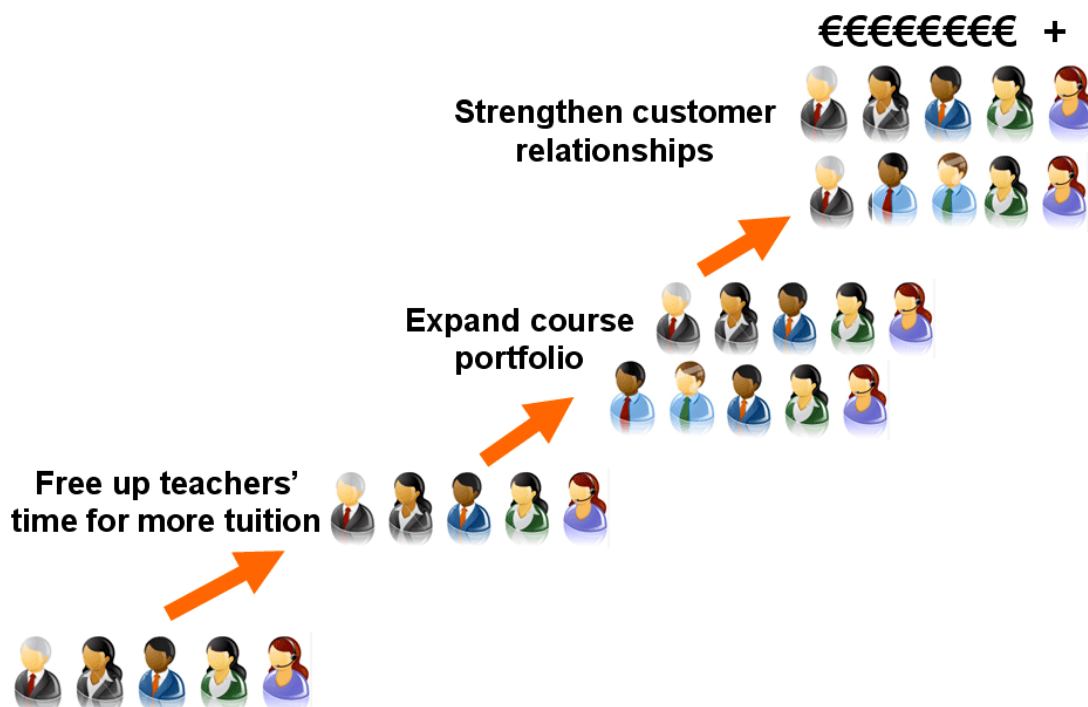 €€€€€€€€ +
Strengthen customer
relationships
Expand course
portfolio
Free up teachers’
time for more tuition